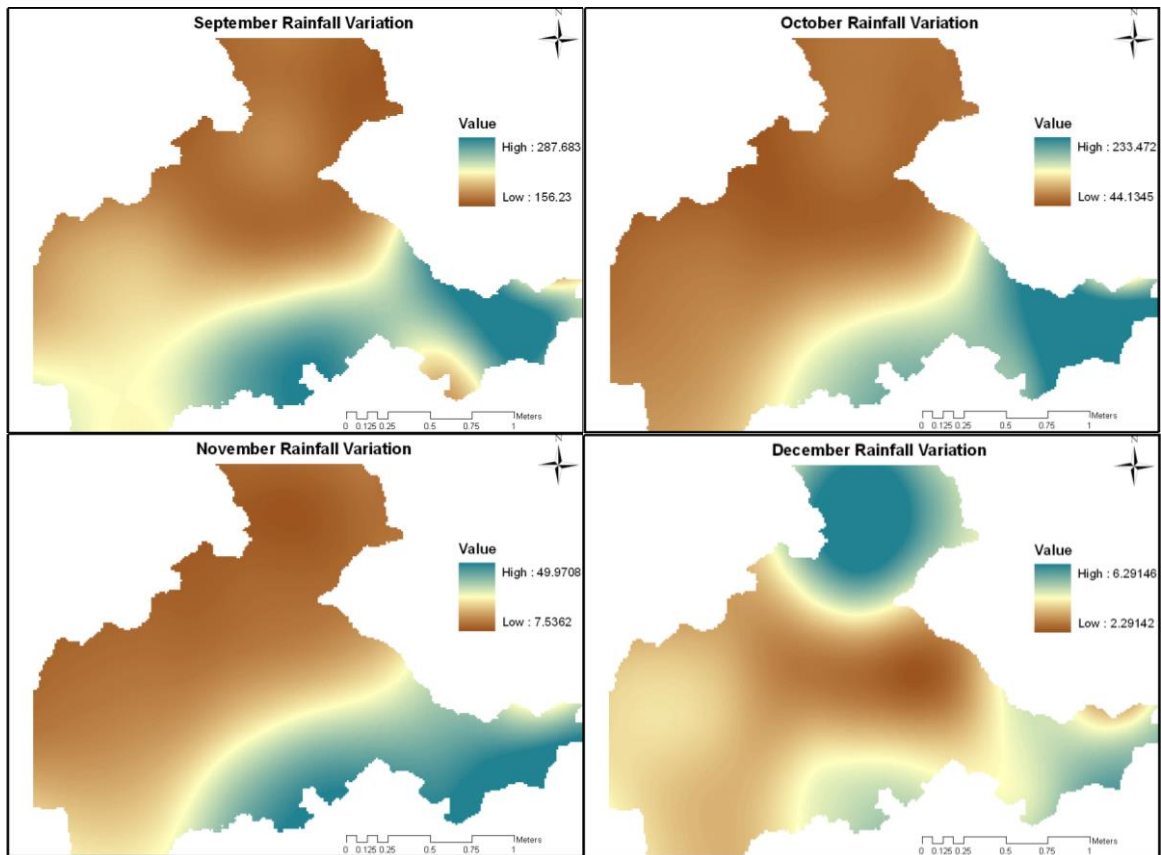 September Rainfall Variation
N
Value
High : 287.683
Low : 156.23
Meters
0 0.125 0.25 0.5 0.75 1
October Rainfall Variation
N
Value
High : 233.472
Low : 44.1345
Meters
0 0.125 0.25 0.5 0.75 1
November Rainfall Variation
N
Value
High : 49.9708
Low : 7.5362
Meters
0 0.125 0.25 0.5 0.75 1
December Rainfall Variation
N
Value
High : 6.29146
Low : 2.29142
Meters
0 0.125 0.25 0.5 0.75 1